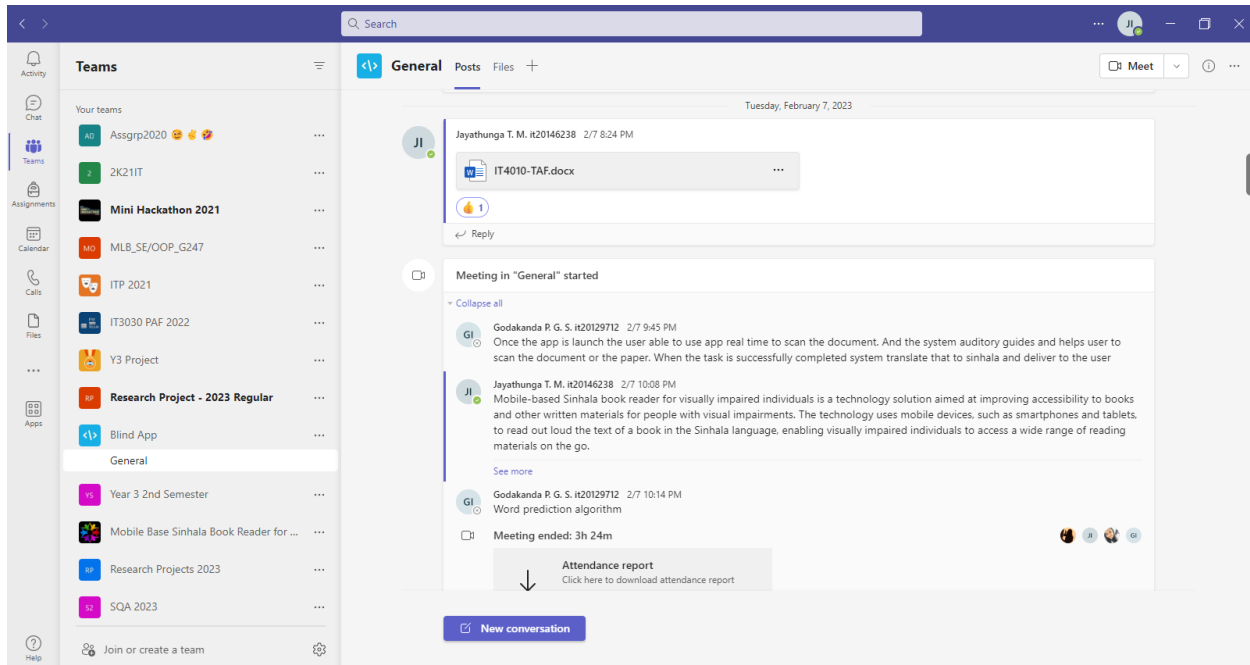 Search
JI
Activity
Chat
Teams
Assignments
Calendar
Calls
Files
Apps
Help
Teams
Your teams
AD Assgrp2020 😉✌️🤣
2 2K21IT
Mini Hackathon 2021
MO MLB_SE/OOP_G247
ITP 2021
IT3030 PAF 2022
Y3 Project
RP Research Project - 2023 Regular
Blind App
General
YS Year 3 2nd Semester
Mobile Base Sinhala Book Reader for ...
RP Research Projects 2023
S2 SQA 2023
Join or create a team
General Posts Files
Meet
Tuesday, February 7, 2023
JI
Jayathunga T. M. it20146238 2/7 8:24 PM
IT4010-TAF.docx
👍 1
Reply
Meeting in "General" started
Collapse all
GI
Godakanda P. G. S. it20129712 2/7 9:45 PM
Once the app is launch the user able to use app real time to scan the document. And the system auditory guides and helps user to
scan the document or the paper. When the task is successfully completed system translate that to sinhala and deliver to the user
JI
Jayathunga T. M. it20146238 2/7 10:08 PM
Mobile-based Sinhala book reader for visually impaired individuals is a technology solution aimed at improving accessibility to books
and other written materials for people with visual impairments. The technology uses mobile devices, such as smartphones and tablets,
to read out loud the text of a book in the Sinhala language, enabling visually impaired individuals to access a wide range of reading
materials on the go.
See more
GI
Godakanda P. G. S. it20129712 2/7 10:14 PM
Word prediction algorithm
Meeting ended: 3h 24m
JI GI
Attendance report
Click here to download attendance report
New conversation